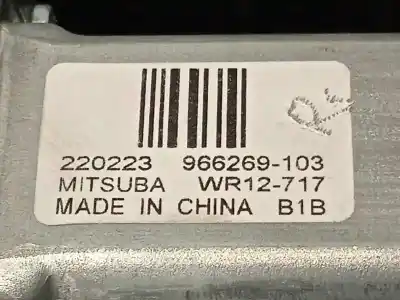 220223 966269-103
MITSUBA WR12-717
MADE IN CHINA B1B